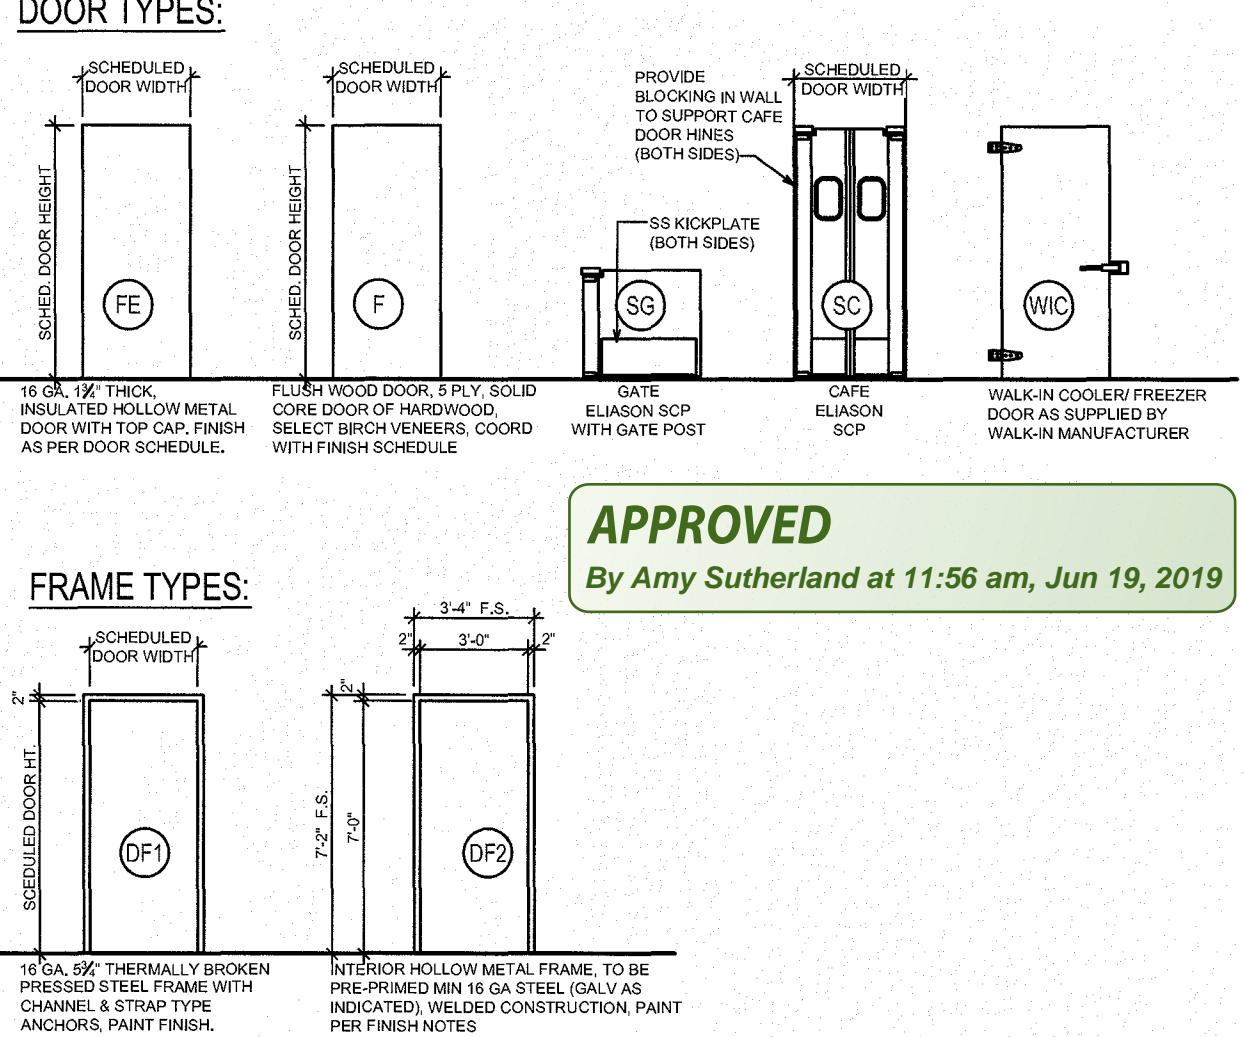 DOOR TYPES:
SCHEDULED
DOOR WIDTH
SCHED. DOOR HEIGHT
FE
16 GA. 1¾" THICK,
INSULATED HOLLOW METAL
DOOR WITH TOP CAP. FINISH
AS PER DOOR SCHEDULE.
SCHEDULED
DOOR WIDTH
SCHED. DOOR HEIGHT
F
FLUSH WOOD DOOR, 5 PLY, SOLID
CORE DOOR OF HARDWOOD,
SELECT BIRCH VENEERS, COORD
WITH FINISH SCHEDULE
SS KICKPLATE
(BOTH SIDES)
SG
GATE
ELIASON SCP
WITH GATE POST
PROVIDE
BLOCKING IN WALL
TO SUPPORT CAFE
DOOR HINES
(BOTH SIDES)
SCHEDULED
DOOR WIDTH
SC
CAFE
ELIASON
SCP
WIC
WALK-IN COOLER/ FREEZER
DOOR AS SUPPLIED BY
WALK-IN MANUFACTURER
APPROVED
By Amy Sutherland at 11:56 am, Jun 19, 2019
FRAME TYPES:
SCHEDULED
DOOR WIDTH
2"
SCEDULED DOOR HT.
DF1
16 GA. 5¾" THERMALLY BROKEN
PRESSED STEEL FRAME WITH
CHANNEL & STRAP TYPE
ANCHORS, PAINT FINISH.
3'-4" F.S.
2" 3'-0" 2"
2"
7'-2" F.S.
7'-0"
DF2
INTERIOR HOLLOW METAL FRAME, TO BE
PRE-PRIMED MIN 16 GA STEEL (GALV AS
INDICATED), WELDED CONSTRUCTION, PAINT
PER FINISH NOTES